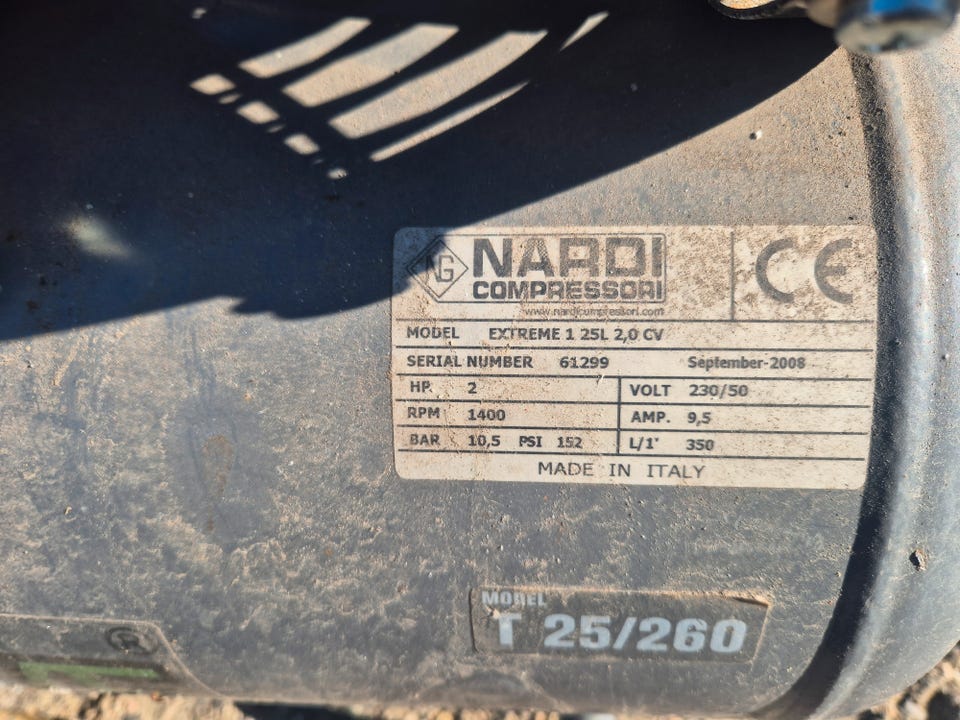 NG NARDI
COMPRESSORI
www.nardicompressori.com
CE
MODEL EXTREME 1 25L 2,0 CV
SERIAL NUMBER 61299 September-2008
HP. 2 VOLT 230/50
RPM 1400 AMP. 9,5
BAR 10,5 PSI 152 L/1' 350
MADE IN ITALY
MODEL
T 25/260